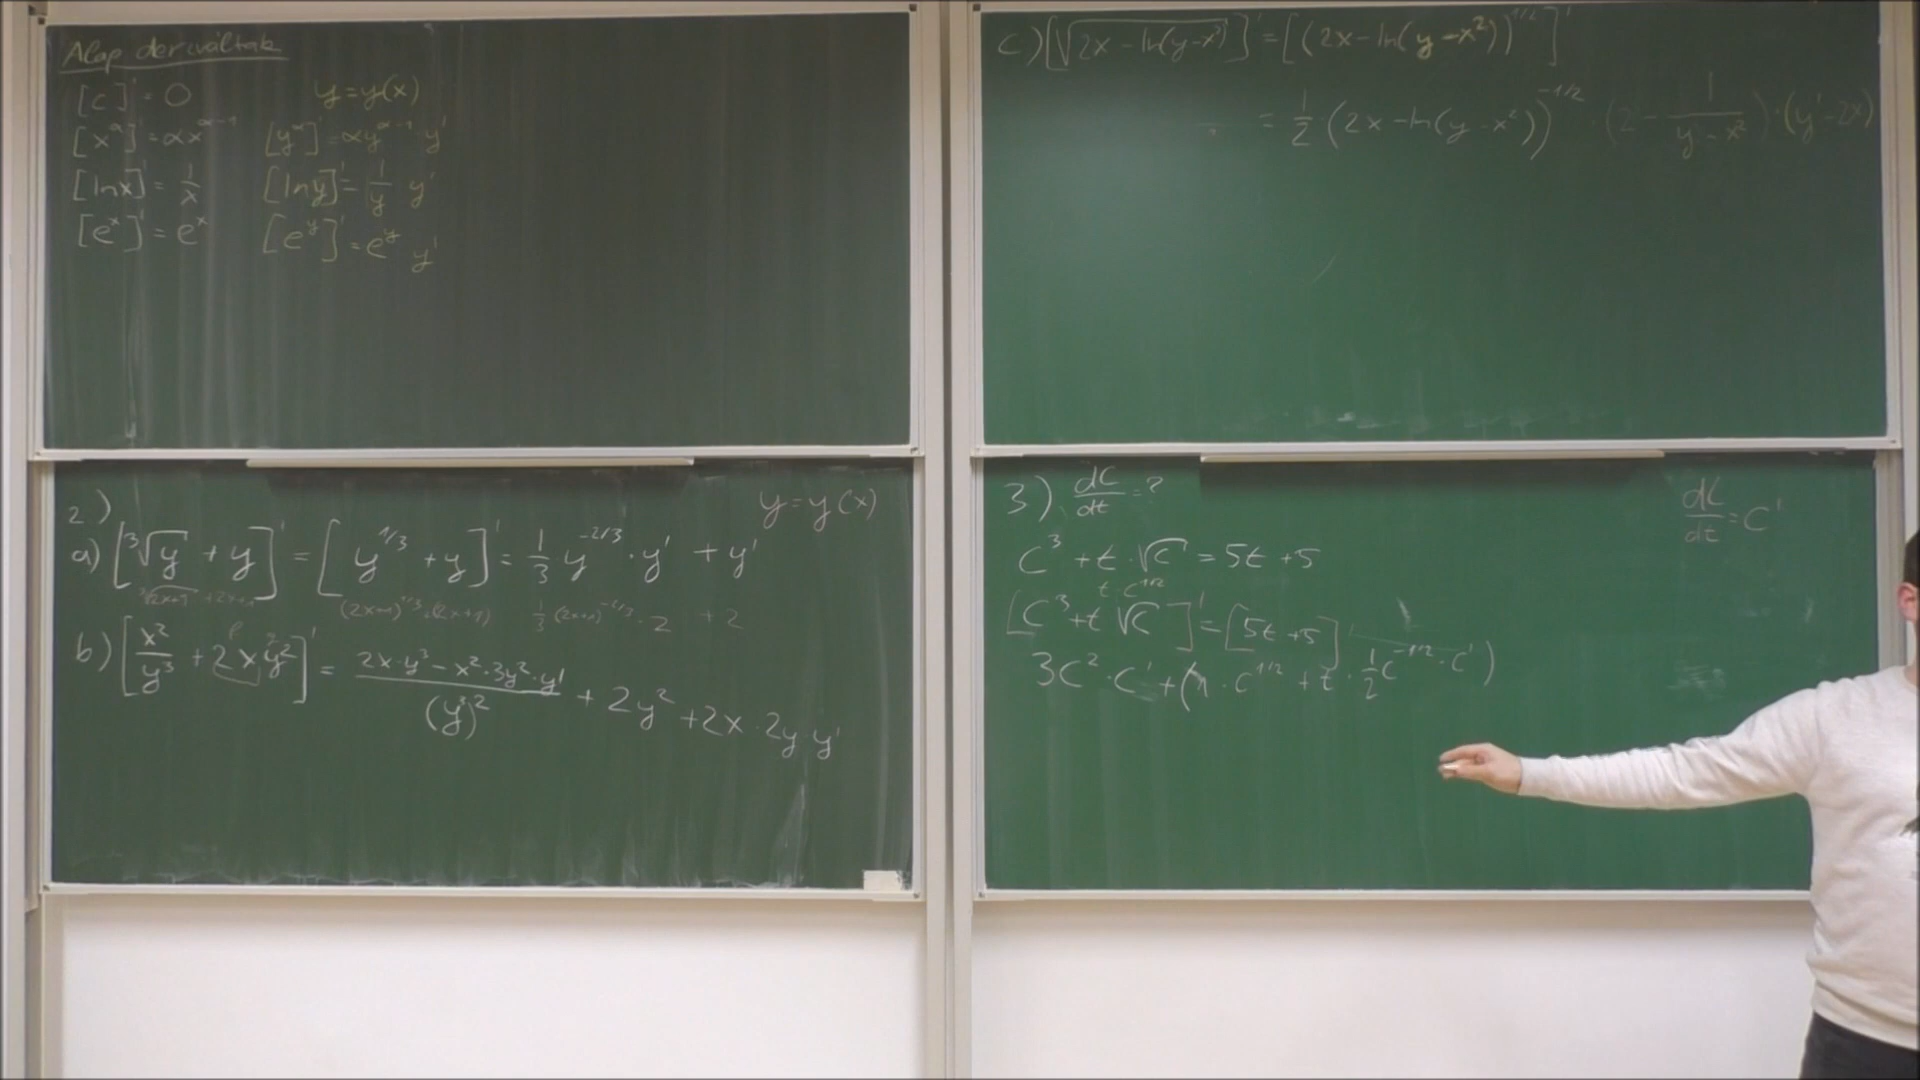 Alap deriváltak
[c]' = 0   y = y(x)
[x^α]' = αx^(α-1)   [y^α]' = αy^(α-1) · y'
[ln x]' = 1/x   [ln y]' = 1/y y'
[e^x]' = e^x   [e^y]' = e^y y'
2)   y = y(x)
a) [∛y + y]' = [y^(1/3) + y]' = 1/3 y^(-2/3) · y' + y'
∛(2x+1) + 2x+1   (2x+1)^(1/3) + (2x+1)   1/3 (2x+1)^(-2/3) · 2 + 2
b) [x²/y³ + 2xy²]' = (2x·y³ - x²·3y²·y')/(y³)² + 2y² + 2x · 2y · y'
c) [√(2x - ln(y-x²))]' = [(2x - ln(y-x²))^(1/2)]'
= 1/2 (2x - ln(y-x²))^(-1/2) · (2 - 1/(y-x²)) · (y' - 2x)
3) dC/dt = ?   dC/dt = C'
C³ + t · √C = 5t + 5
t · C^(1/2)
[C³ + t √C]' = [5t + 5]'
3C² · C' + (1 · C^(1/2) + t · 1/2 C^(-1/2) · C')